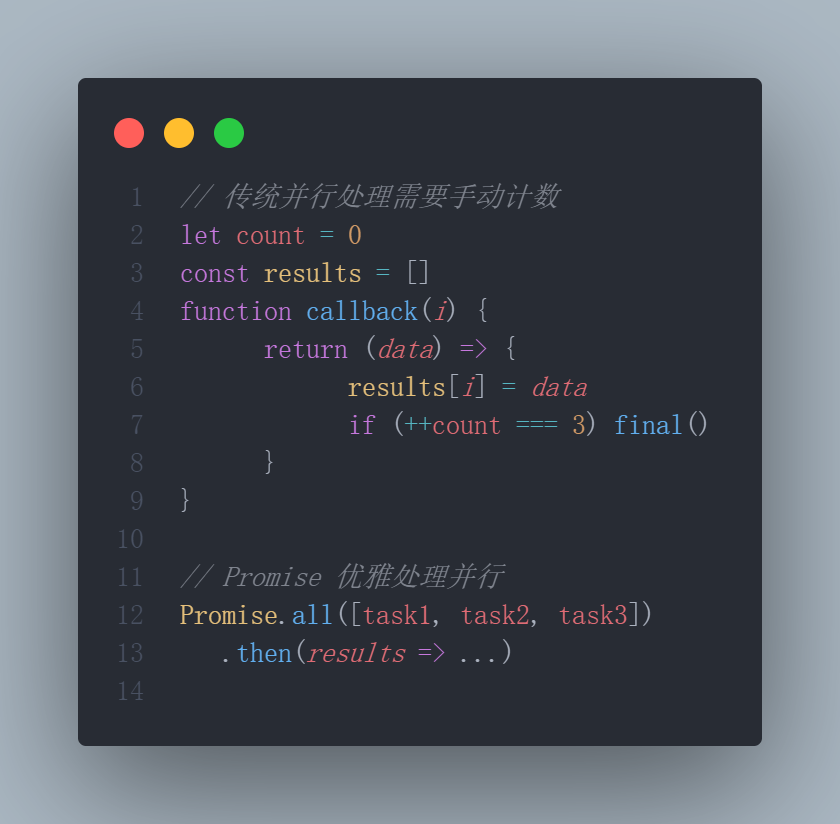 1 // 传统并行处理需要手动计数
2 let count = 0
3 const results = []
4 function callback(i) {
5 return (data) => {
6 results[i] = data
7 if (++count === 3) final()
8 }
9 }
10
11 // Promise 优雅处理并行
12 Promise.all([task1, task2, task3])
13 .then(results => ...)
14